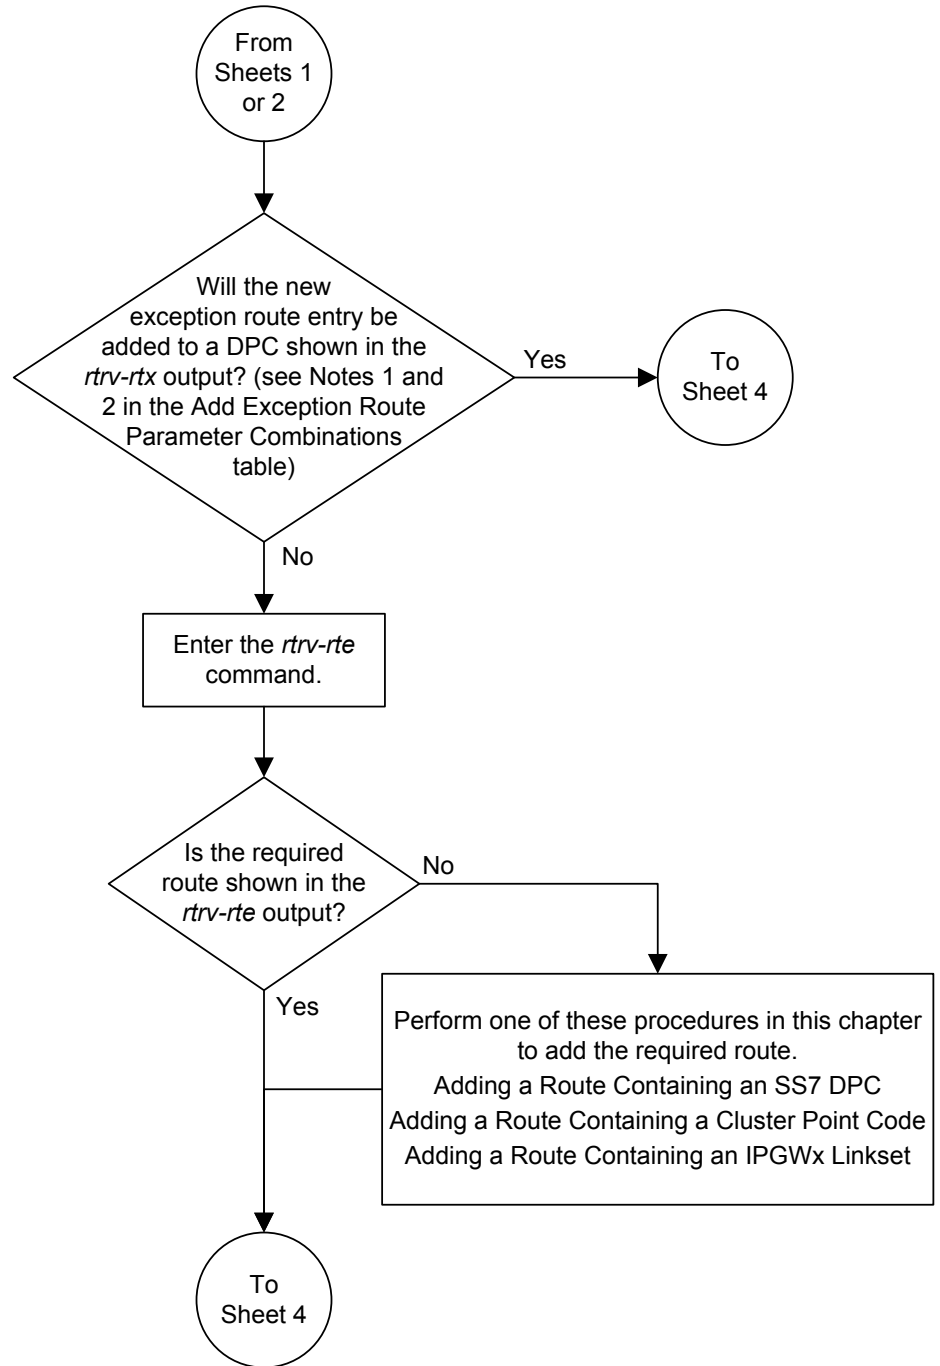 From
Sheets 1
or 2
Will the new
exception route entry be
added to a DPC shown in the
rtrv-rtx output? (see Notes 1 and
2 in the Add Exception Route
Parameter Combinations
table)
Yes
To
Sheet 4
No
Enter the rtrv-rte
command.
Is the required
route shown in the
rtrv-rte output?
No
Yes
Perform one of these procedures in this chapter
to add the required route.
Adding a Route Containing an SS7 DPC
Adding a Route Containing a Cluster Point Code
Adding a Route Containing an IPGWx Linkset
To
Sheet 4